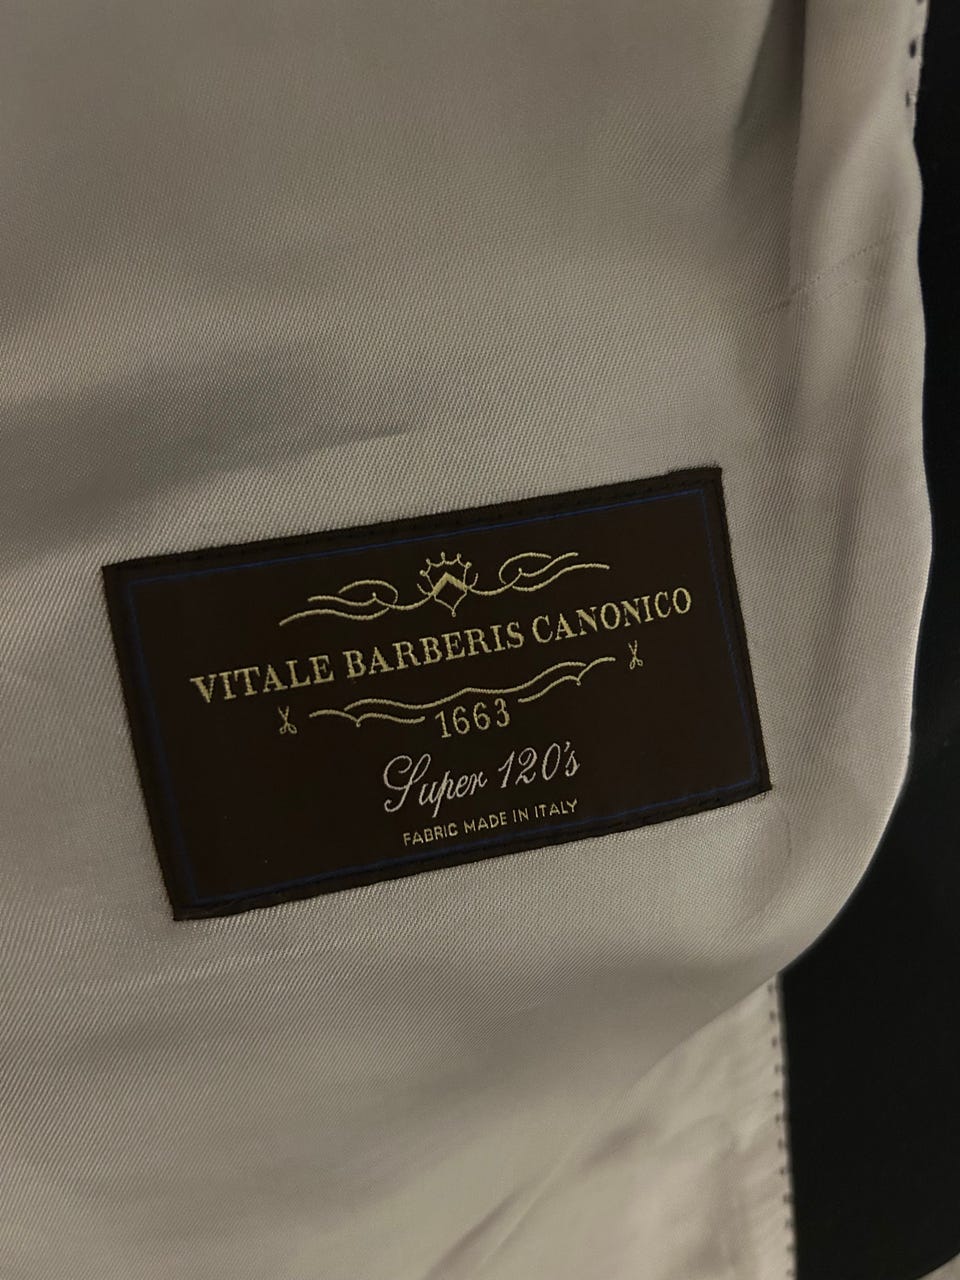 VITALE BARBERIS CANONICO
1663
Super 120's
FABRIC MADE IN ITALY